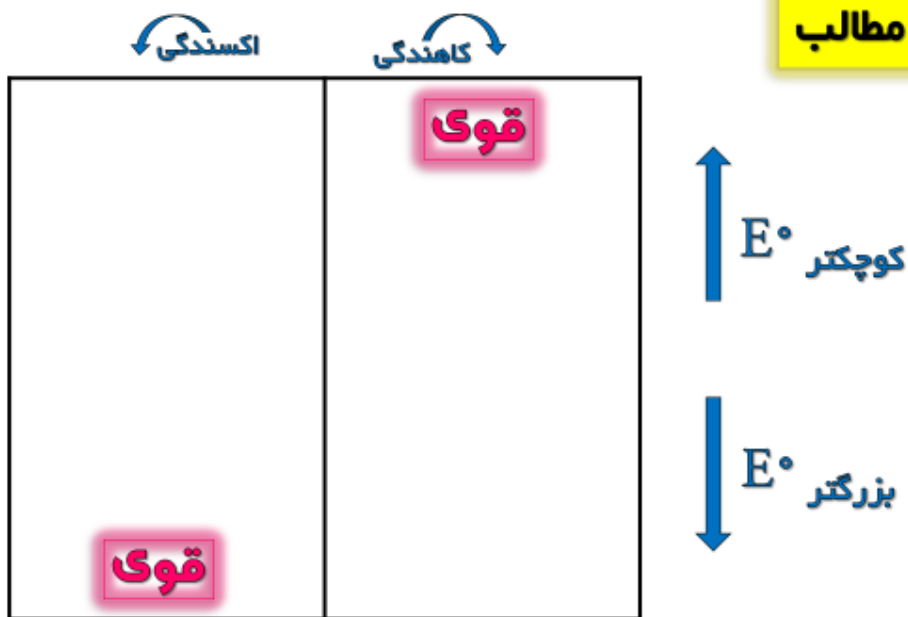 مطالب
کاهندگی
اکسندگی
قوی
E° کوچکتر
E° بزرگتر
قوی